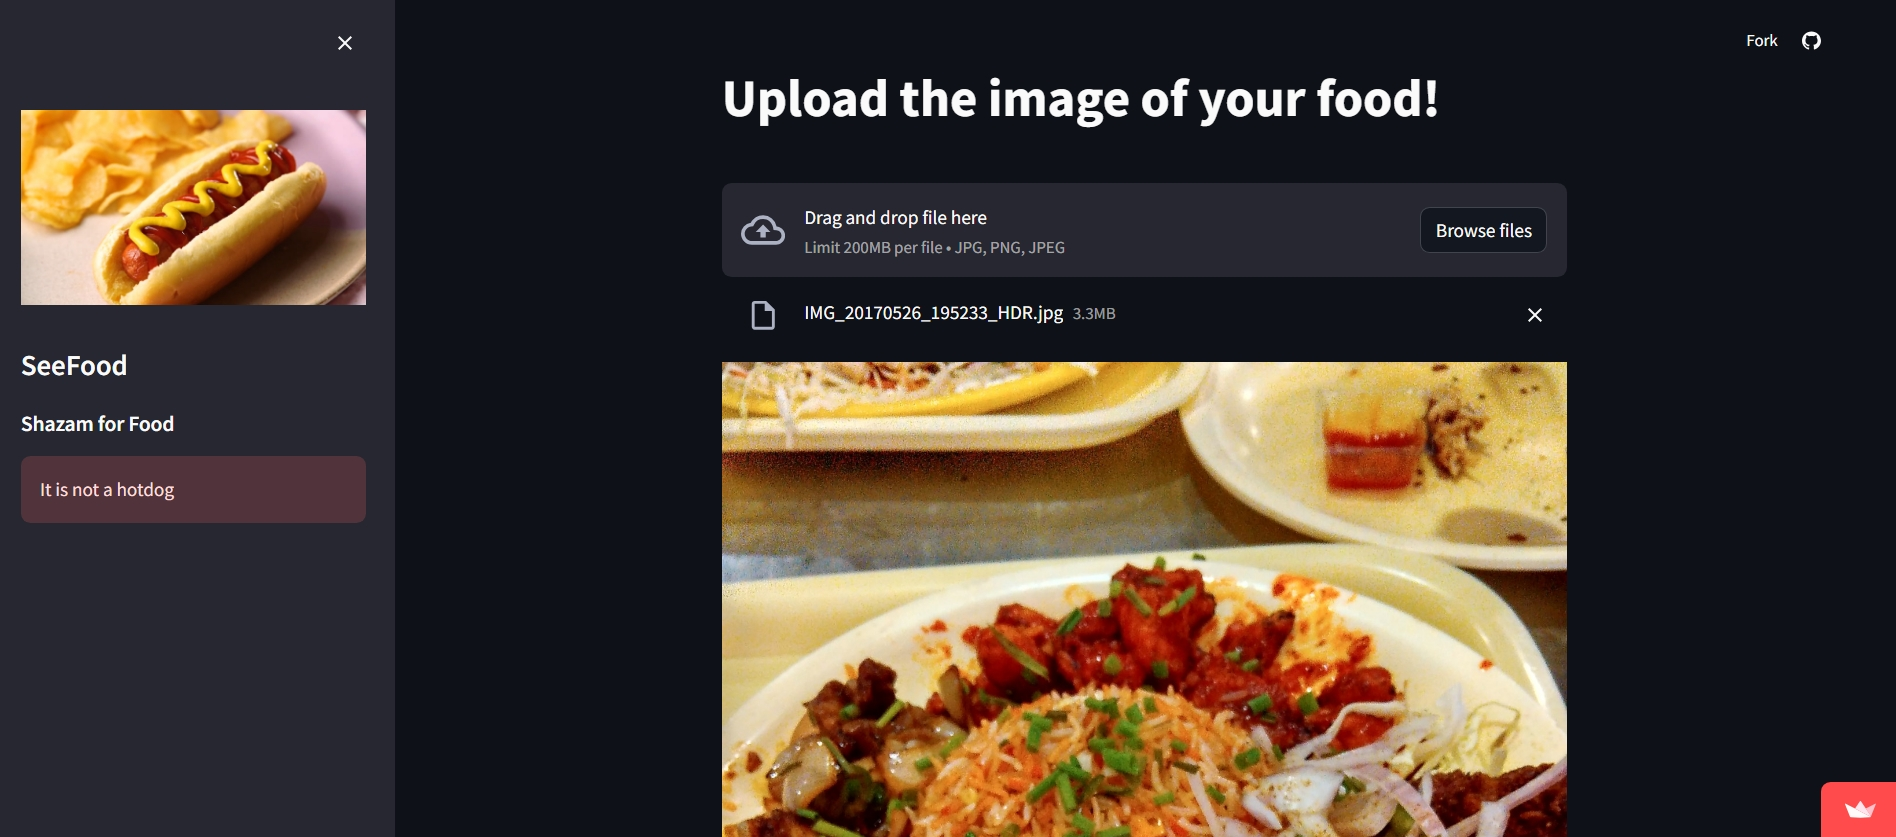 Fork
Upload the image of your food!
Drag and drop file here
Limit 200MB per file • JPG, PNG, JPEG
Browse files
IMG_20170526_195233_HDR.jpg 3.3MB
SeeFood
Shazam for Food
It is not a hotdog